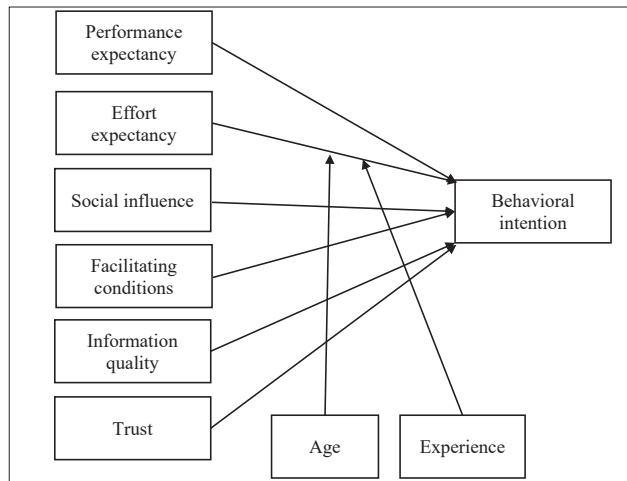 Performance
expectancy
Effort
expectancy
Social influence
Behavioral
intention
Facilitating
conditions
Information
quality
Trust
Age
Experience